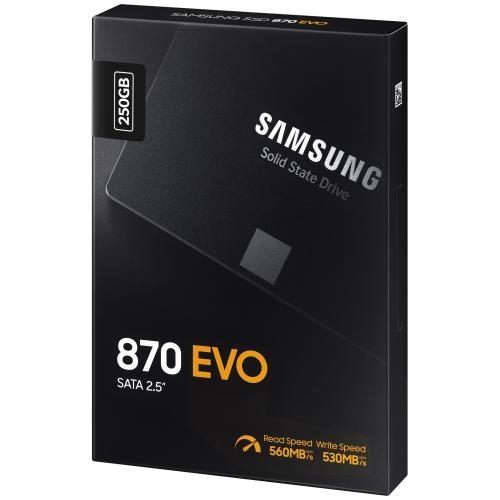 SAMSUNG SSD 870 EVO
250GB
SAMSUNG
Solid State Drive
870 EVO
SATA 2.5"
Read Speed Write Speed
560MB/s 530MB/s